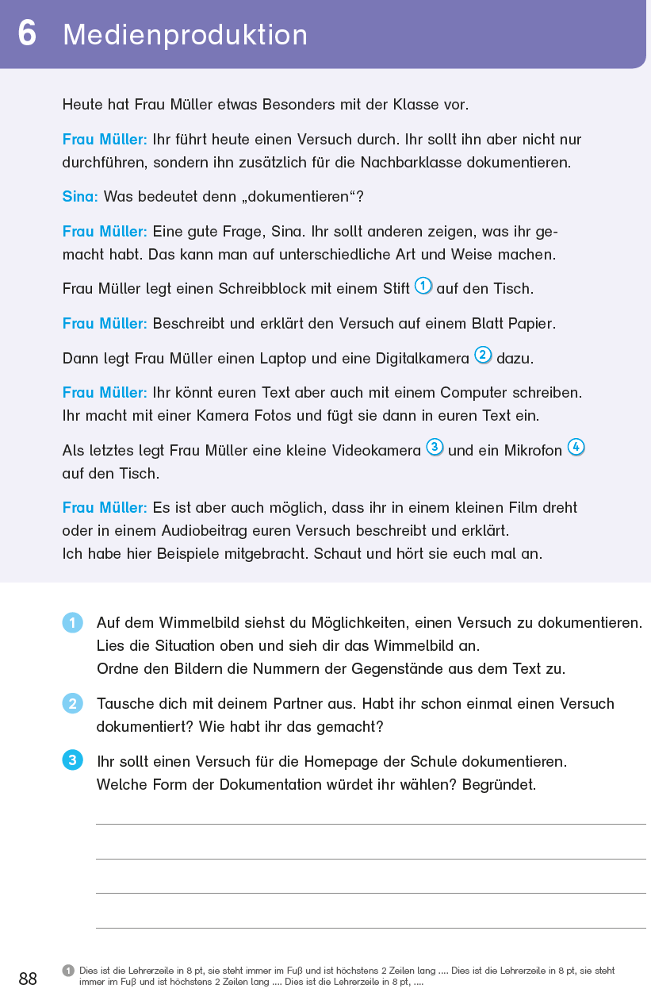 6 Medienproduktion
Heute hat Frau Müller etwas Besonders mit der Klasse vor.
Frau Müller: Ihr führt heute einen Versuch durch. Ihr sollt ihn aber nicht nur
durchführen, sondern ihn zusätzlich für die Nachbarklasse dokumentieren.
Sina: Was bedeutet denn „dokumentieren“?
Frau Müller: Eine gute Frage, Sina. Ihr sollt anderen zeigen, was ihr ge-
macht habt. Das kann man auf unterschiedliche Art und Weise machen.
Frau Müller legt einen Schreibblock mit einem Stift 1 auf den Tisch.
Frau Müller: Beschreibt und erklärt den Versuch auf einem Blatt Papier.
Dann legt Frau Müller einen Laptop und eine Digitalkamera 2 dazu.
Frau Müller: Ihr könnt euren Text aber auch mit einem Computer schreiben.
Ihr macht mit einer Kamera Fotos und fügt sie dann in euren Text ein.
Als letztes legt Frau Müller eine kleine Videokamera 3 und ein Mikrofon 4
auf den Tisch.
Frau Müller: Es ist aber auch möglich, dass ihr in einem kleinen Film dreht
oder in einem Audiobeitrag euren Versuch beschreibt und erklärt.
Ich habe hier Beispiele mitgebracht. Schaut und hört sie euch mal an.
1 Auf dem Wimmelbild siehst du Möglichkeiten, einen Versuch zu dokumentieren.
Lies die Situation oben und sieh dir das Wimmelbild an.
Ordne den Bildern die Nummern der Gegenstände aus dem Text zu.
2 Tausche dich mit deinem Partner aus. Habt ihr schon einmal einen Versuch
dokumentiert? Wie habt ihr das gemacht?
3 Ihr sollt einen Versuch für die Homepage der Schule dokumentieren.
Welche Form der Dokumentation würdet ihr wählen? Begründet.
1 Dies ist die Lehrerzeile in 8 pt, sie steht immer im Fuß und ist höchstens 2 Zeilen lang .... Dies ist die Lehrerzeile in 8 pt, sie steht
immer im Fuß und ist höchstens 2 Zeilen lang .... Dies ist die Lehrerzeile in 8 pt, ....
88